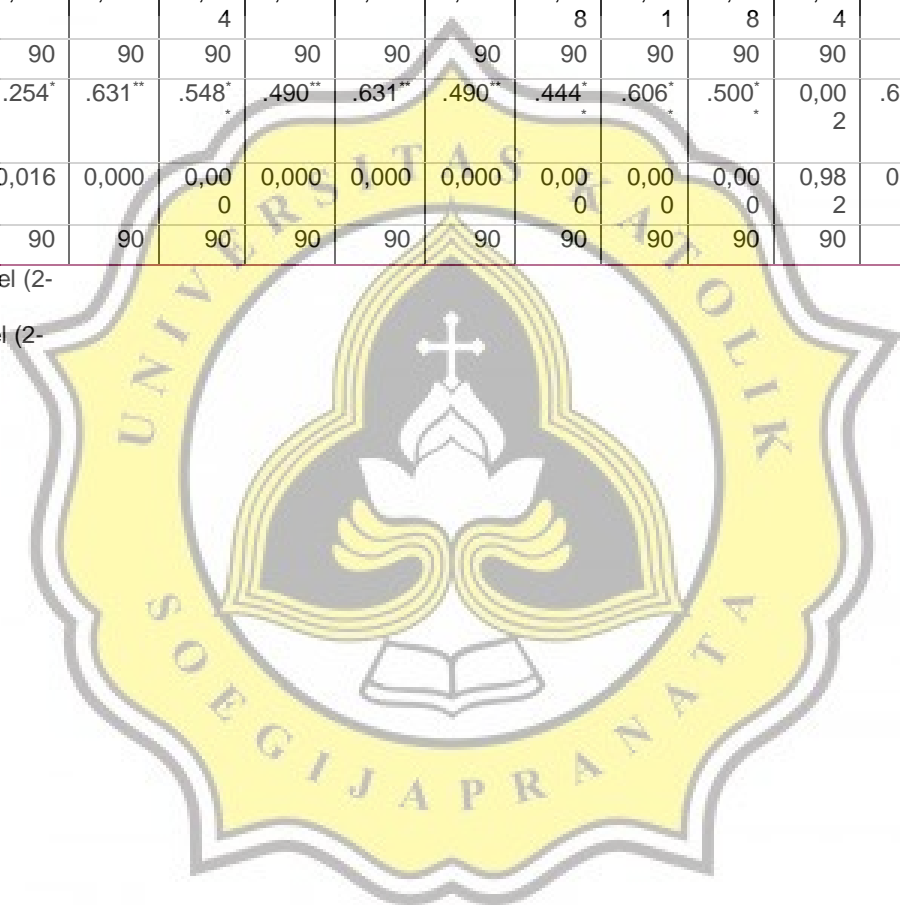 4 8 1 8 4
90 90 90 90 90 90 90 90 90 90
.254* .631** .548* .490** .631** .490** .444* .606* .500* 0,00 .6
* * * * 2
0,016 0,000 0,00 0,000 0,000 0,000 0,00 0,00 0,00 0,98 0
0 0 0 0 2
90 90 90 90 90 90 90 90 90 90
el (2-
el (2-
UNIVERSITAS KATOLIK
SOEGIJAPRANATA